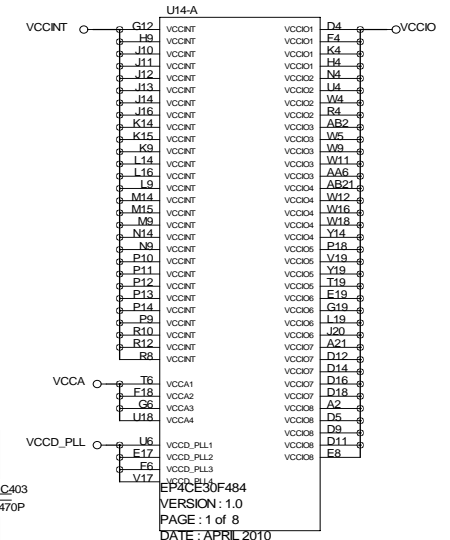 U14-A
VCCINT G12 VCCINT VCCIO1 D4 VCCIO
H9 VCCINT VCCIO1 F4
J10 VCCINT VCCIO1 K4
J11 VCCINT VCCIO1 H4
J12 VCCINT VCCIO2 N4
J13 VCCINT VCCIO2 U4
J14 VCCINT VCCIO2 W4
J16 VCCINT VCCIO2 R4
K14 VCCINT VCCIO3 AB2
K15 VCCINT VCCIO3 W5
K9 VCCINT VCCIO3 W9
L14 VCCINT VCCIO3 W11
L16 VCCINT VCCIO3 AA6
L9 VCCINT VCCIO4 AB21
M14 VCCINT VCCIO4 W12
M15 VCCINT VCCIO4 W16
M9 VCCINT VCCIO4 W18
N14 VCCINT VCCIO4 Y14
N9 VCCINT VCCIO5 P18
P10 VCCINT VCCIO5 V19
P11 VCCINT VCCIO5 Y19
P12 VCCINT VCCIO5 T19
P13 VCCINT VCCIO6 E19
P14 VCCINT VCCIO6 G19
P9 VCCINT VCCIO6 L19
R10 VCCINT VCCIO6 J20
R12 VCCINT VCCIO7 A21
R8 VCCINT VCCIO7 D12
VCCIO7 D14
VCCA T6 VCCA1 VCCIO7 D16
F18 VCCA2 VCCIO7 D18
G6 VCCA3 VCCIO8 A2
U18 VCCA4 VCCIO8 D5
VCCIO8 D9
VCCD_PLL U6 VCCD_PLL1 VCCIO8 D11
E17 VCCD_PLL2 VCCIO8 E8
F6 VCCD_PLL3
V17 VCCD_PLL4
C403
470P
EP4CE30F484
VERSION : 1.0
PAGE : 1 of 8
DATE : APRIL 2010